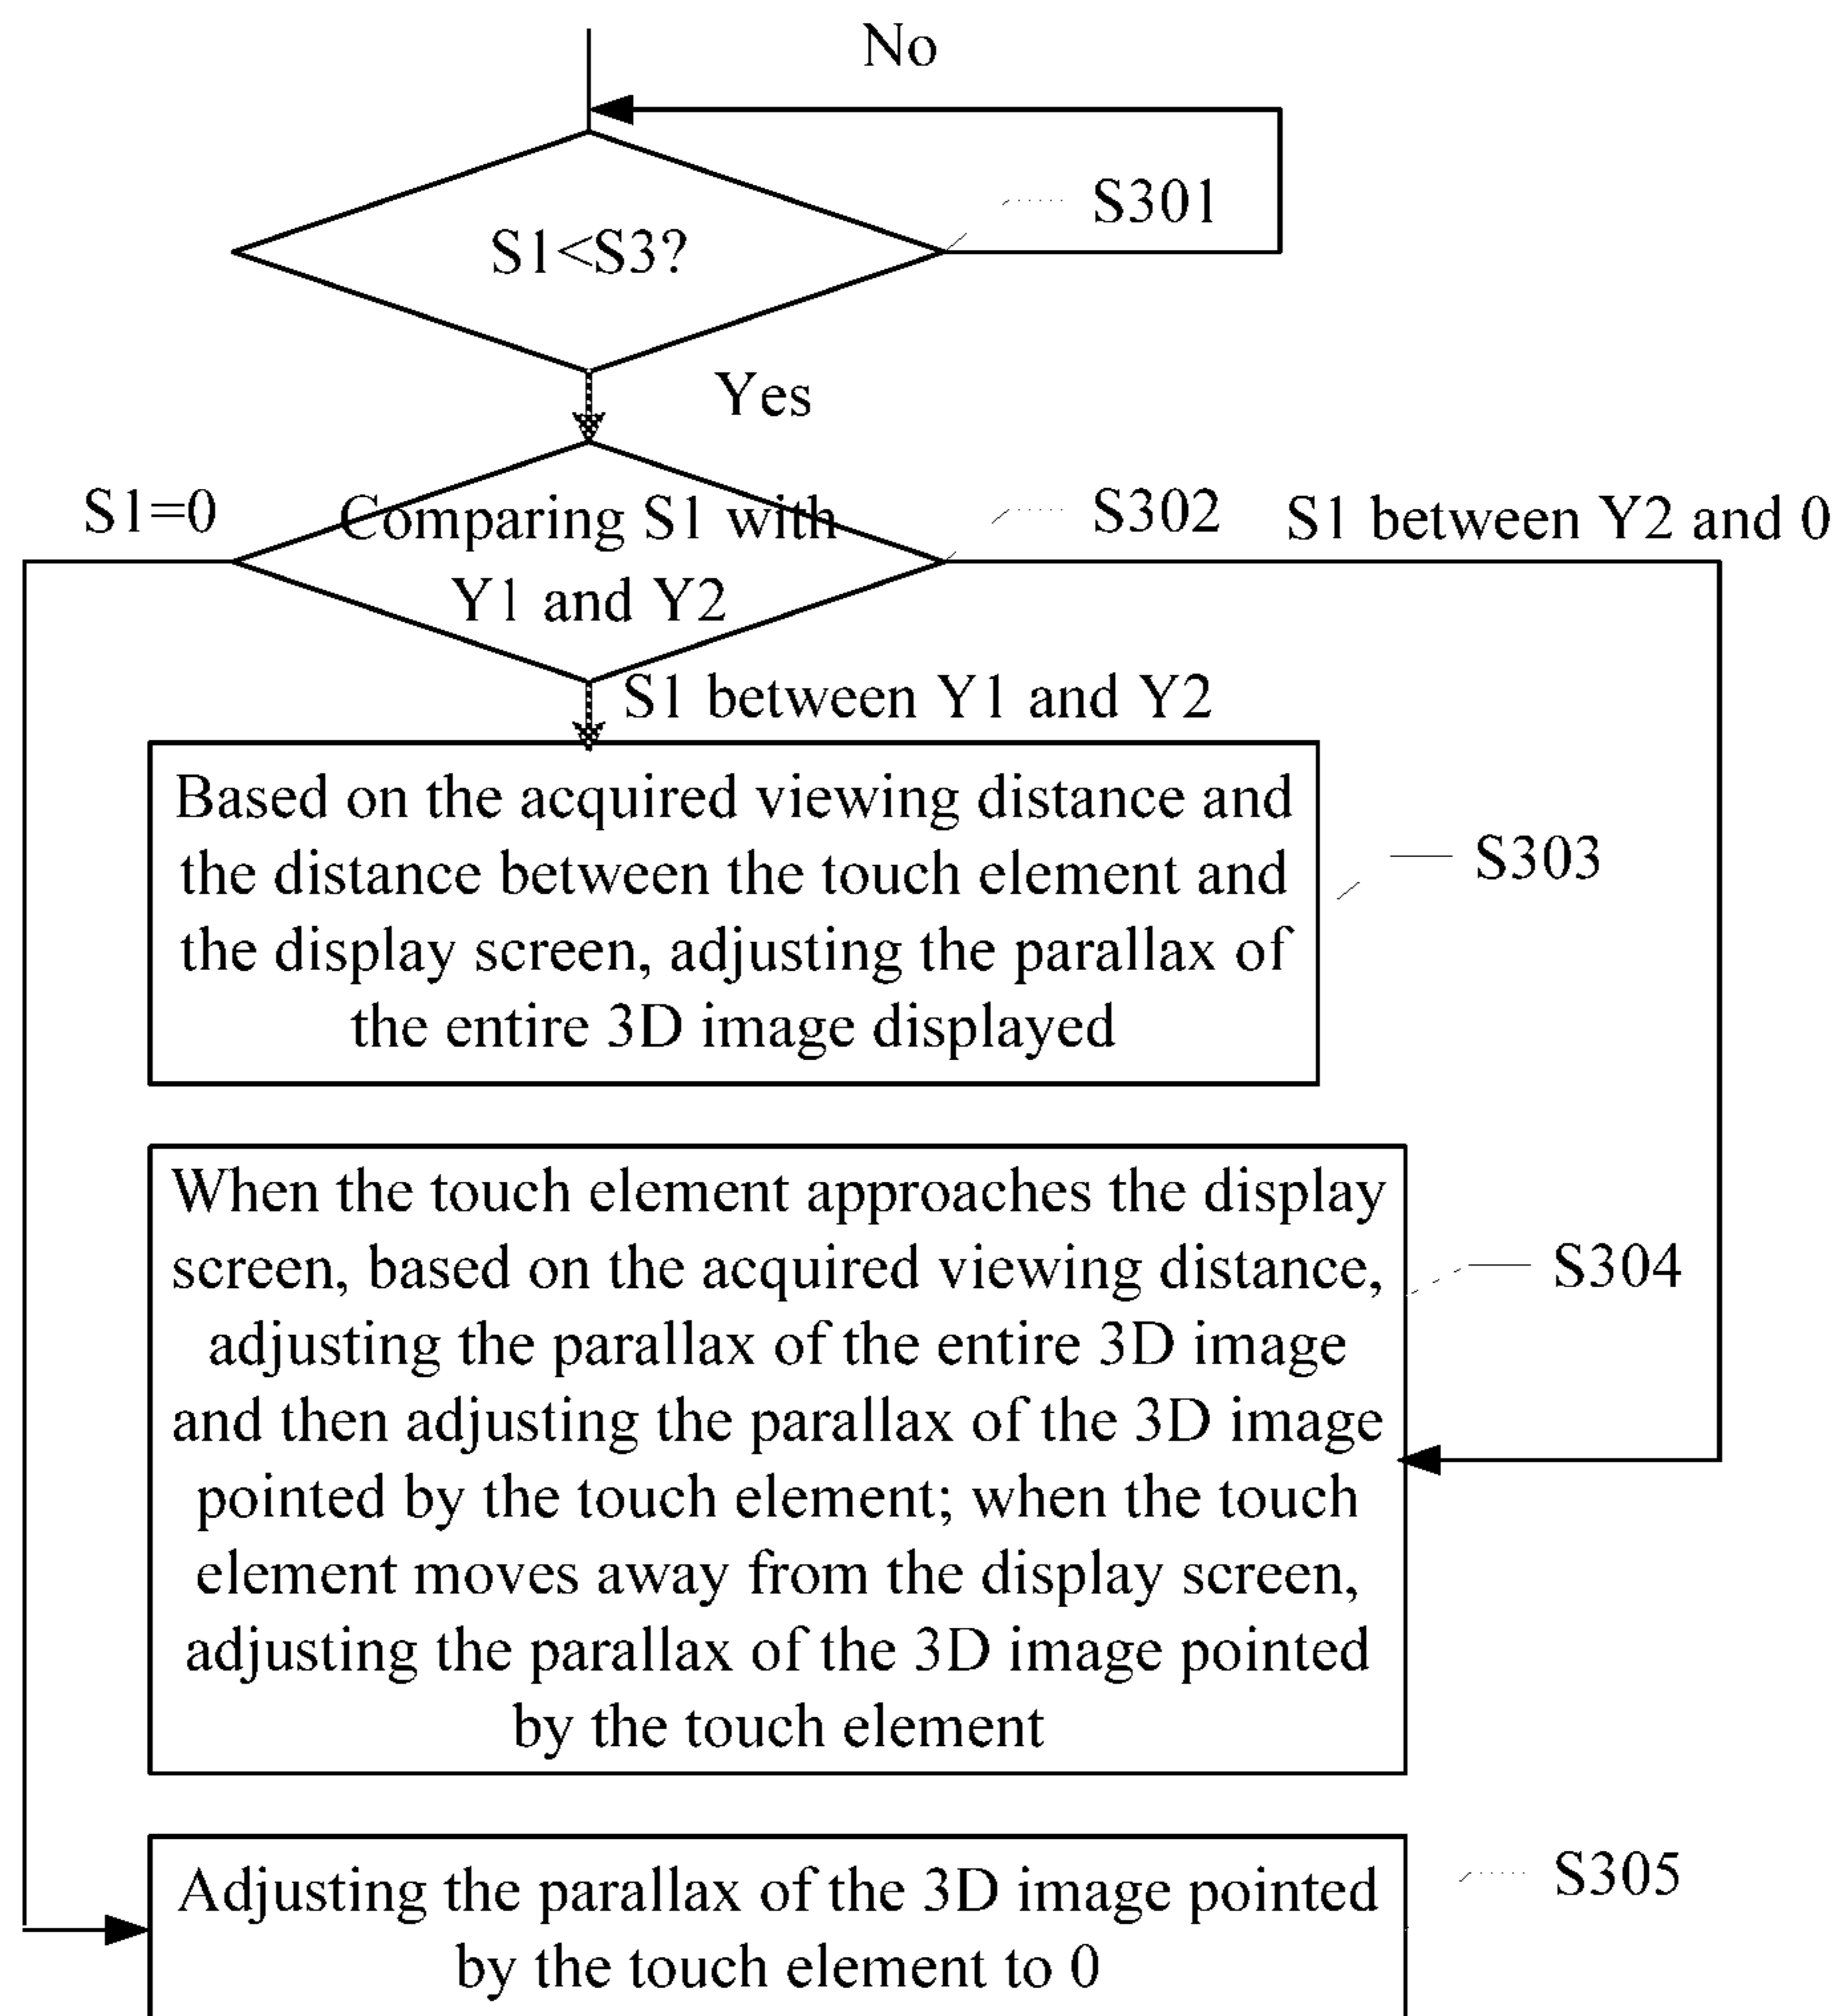 No
S301
S1<S3?
Yes
S1=0
Comparing S1 with
Y1 and Y2
S302
S1 between Y2 and 0
S1 between Y1 and Y2
Based on the acquired viewing distance and
the distance between the touch element and
the display screen, adjusting the parallax of
the entire 3D image displayed
S303
When the touch element approaches the display
screen, based on the acquired viewing distance,
adjusting the parallax of the entire 3D image
and then adjusting the parallax of the 3D image
pointed by the touch element; when the touch
element moves away from the display screen,
adjusting the parallax of the 3D image pointed
by the touch element
S304
Adjusting the parallax of the 3D image pointed
by the touch element to 0
S305